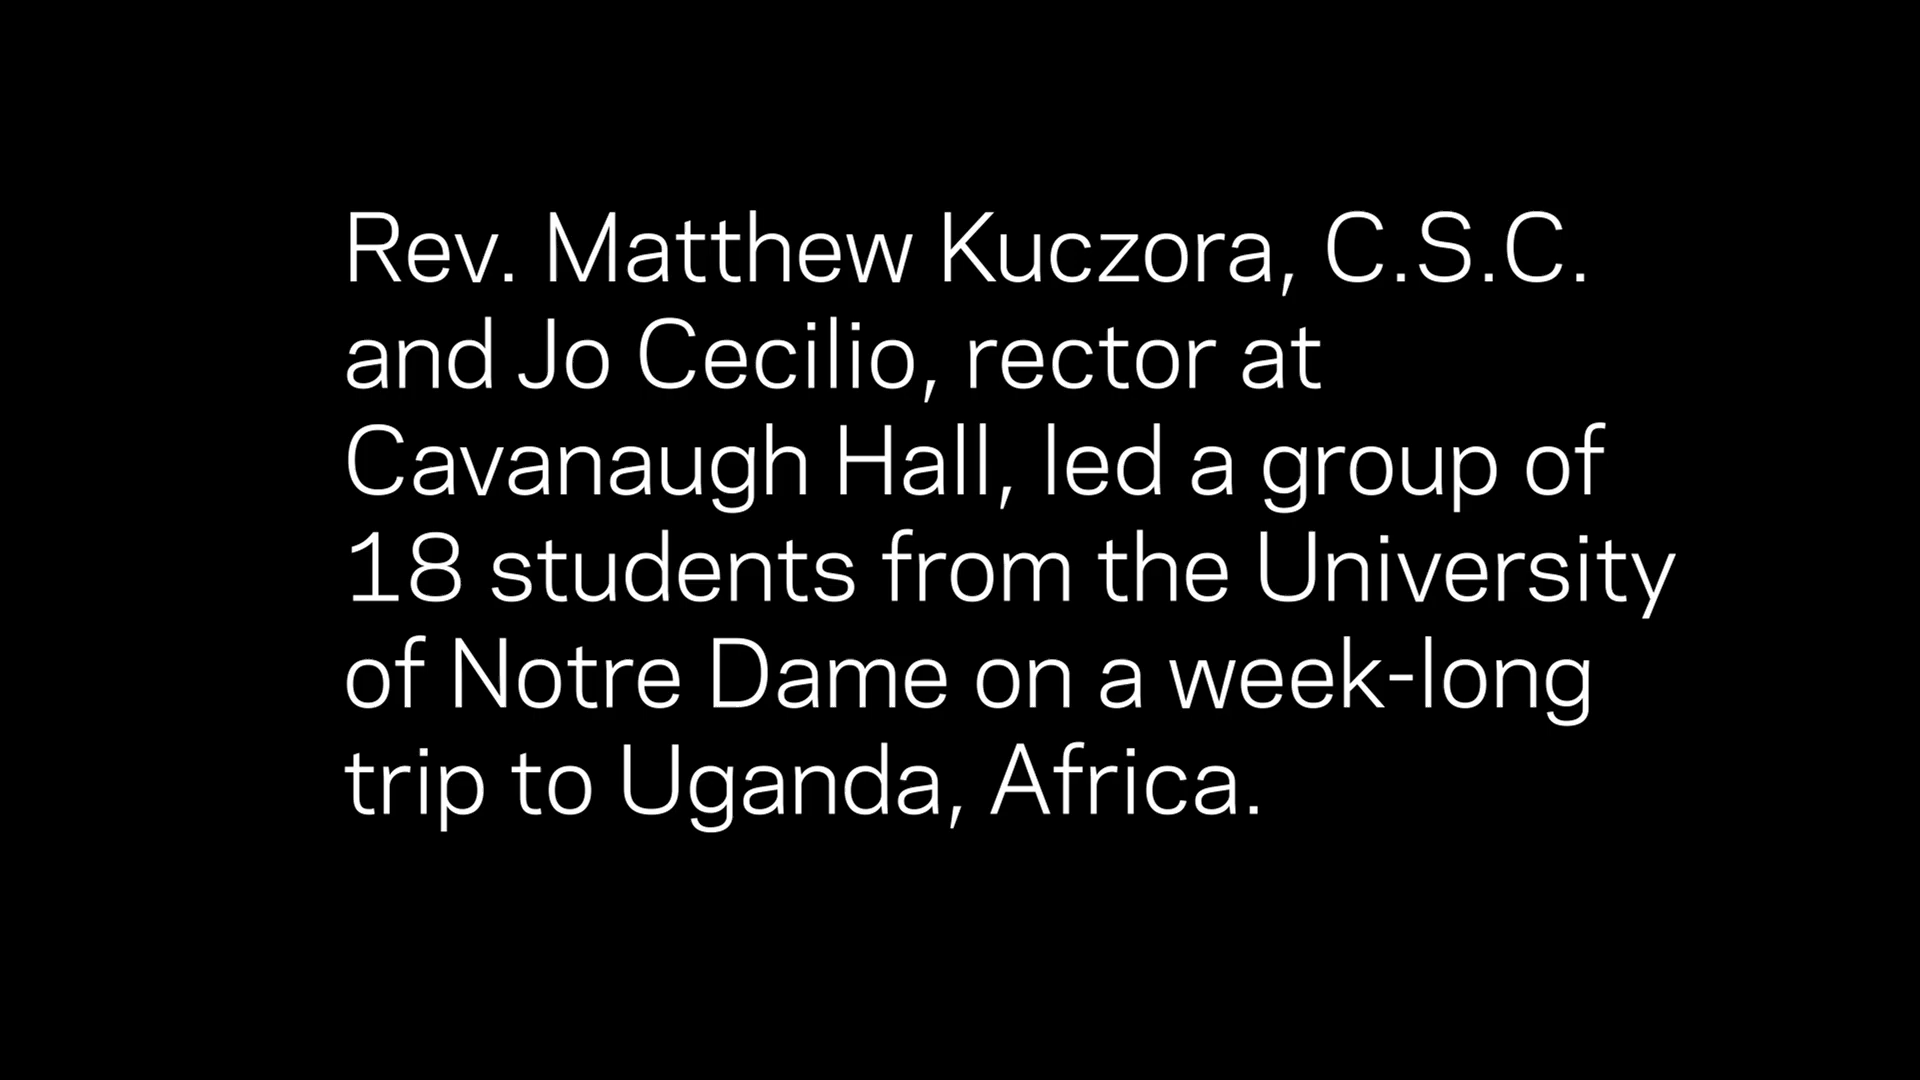 Rev. Matthew Kuczora, C.S.C.
and Jo Cecilio, rector at
Cavanaugh Hall, led a group of
18 students from the University
of Notre Dame on a week-long
trip to Uganda, Africa.